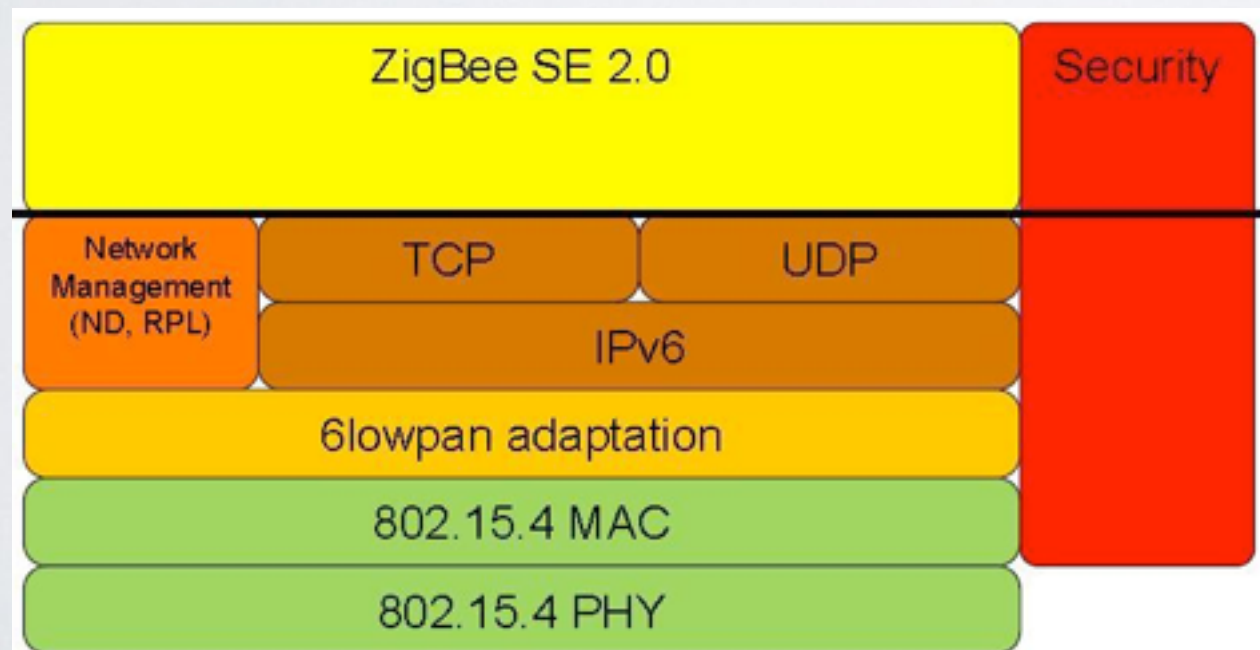 ZigBee SE 2.0
Security
Network
Management
(ND, RPL)
TCP
UDP
IPv6
6lowpan adaptation
802.15.4 MAC
802.15.4 PHY